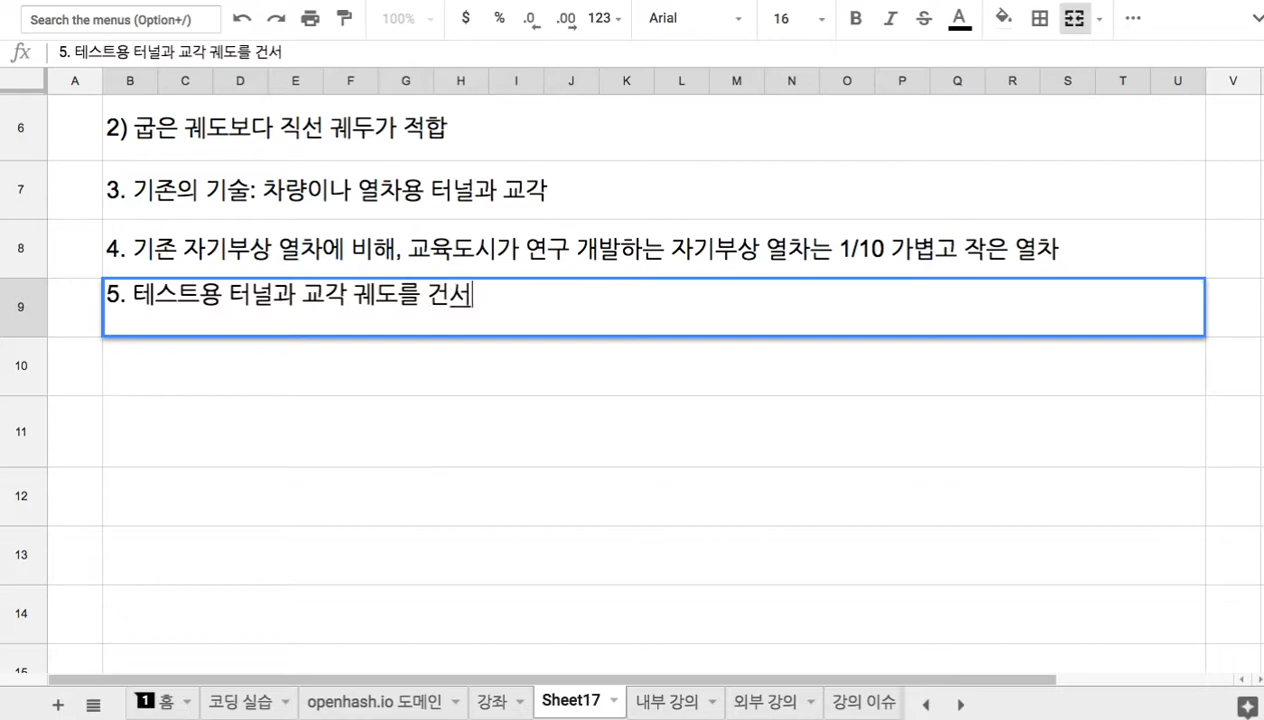 Search the menus (Option+/) 100% $ % .0 .00 123 Arial 16 B I S A
fx 5. 테스트용 터널과 교각 궤도를 건서
A B C D E F G H I J K L M N O P Q R S T U V
6 2) 굽은 궤도보다 직선 궤두가 적합
7 3. 기존의 기술: 차량이나 열차용 터널과 교각
8 4. 기존 자기부상 열차에 비해, 교육도시가 연구 개발하는 자기부상 열차는 1/10 가볍고 작은 열차
9 5. 테스트용 터널과 교각 궤도를 건서
10
11
12
13
14
15
1 홈 코딩 실습 openhash.io 도메인 강좌 Sheet17 내부 강의 외부 강의 강의 이슈